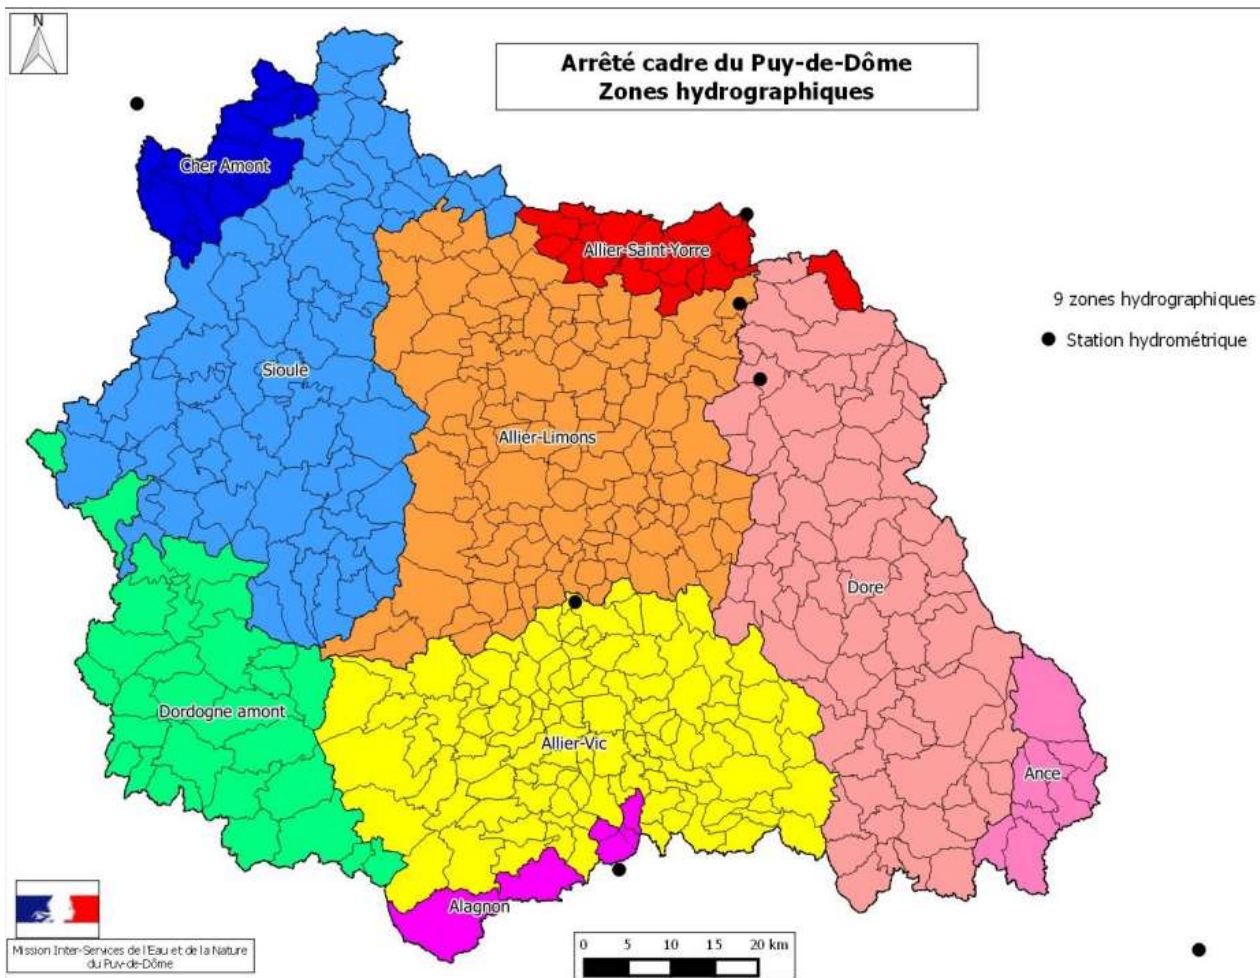 N
Arrêté cadre du Puy-de-Dôme
Zones hydrographiques
Cher Amont
Allier-Saint-Yorre
9 zones hydrographiques
Station hydrométrique
Sioule
Allier-Limons
Dore
Dordogne amont
Allier-Vic
Ance
Alagnon
Mission Inter-Services de l'Eau et de la Nature
du Puy-de-Dôme
0 5 10 15 20 km